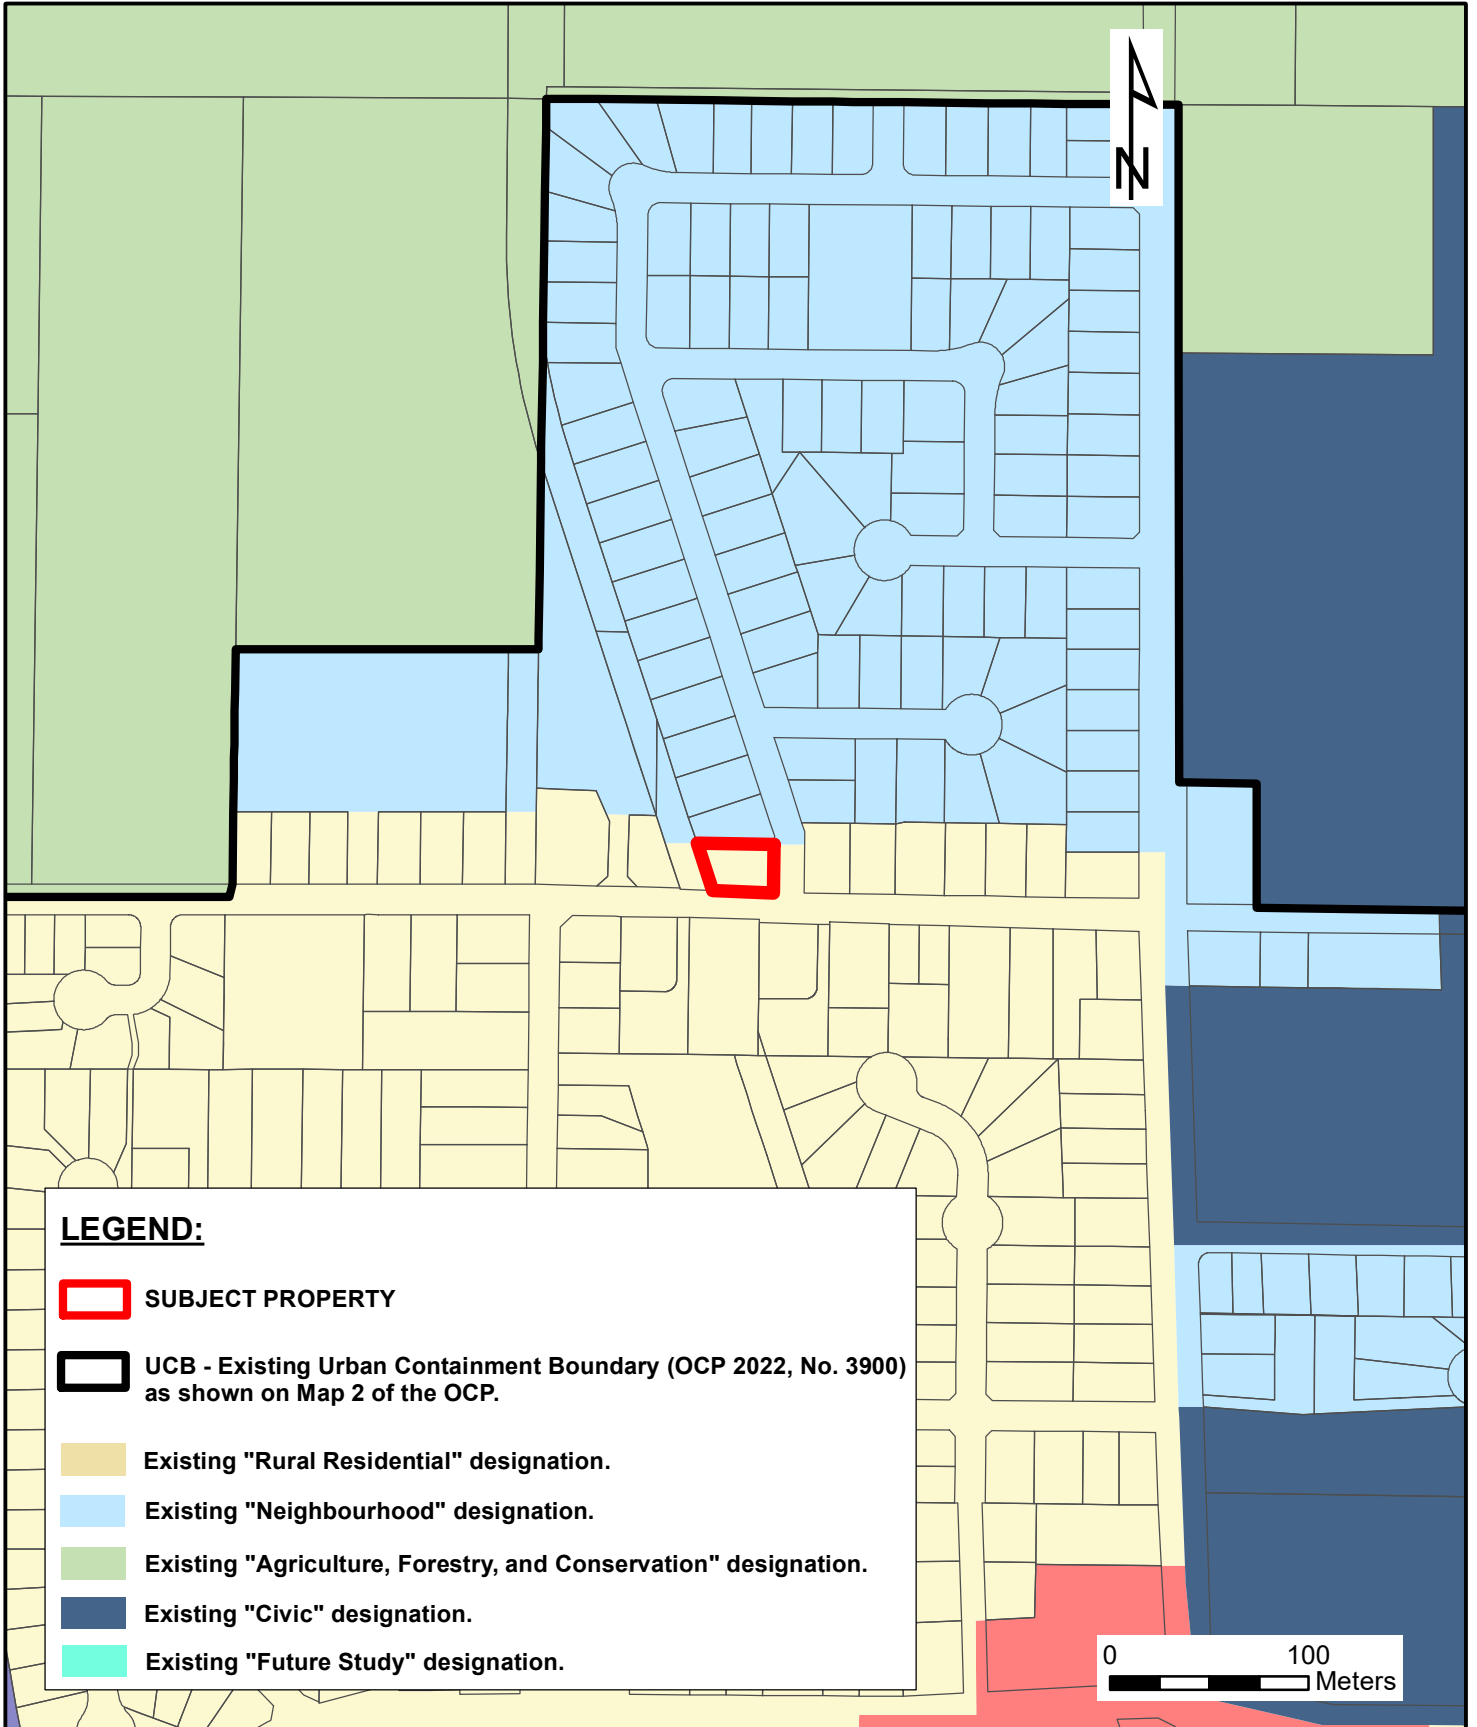 N
LEGEND:
SUBJECT PROPERTY
UCB - Existing Urban Containment Boundary (OCP 2022, No. 3900)
as shown on Map 2 of the OCP.
Existing "Rural Residential" designation.
Existing "Neighbourhood" designation.
Existing "Agriculture, Forestry, and Conservation" designation.
Existing "Civic" designation.
Existing "Future Study" designation.
0 100
Meters